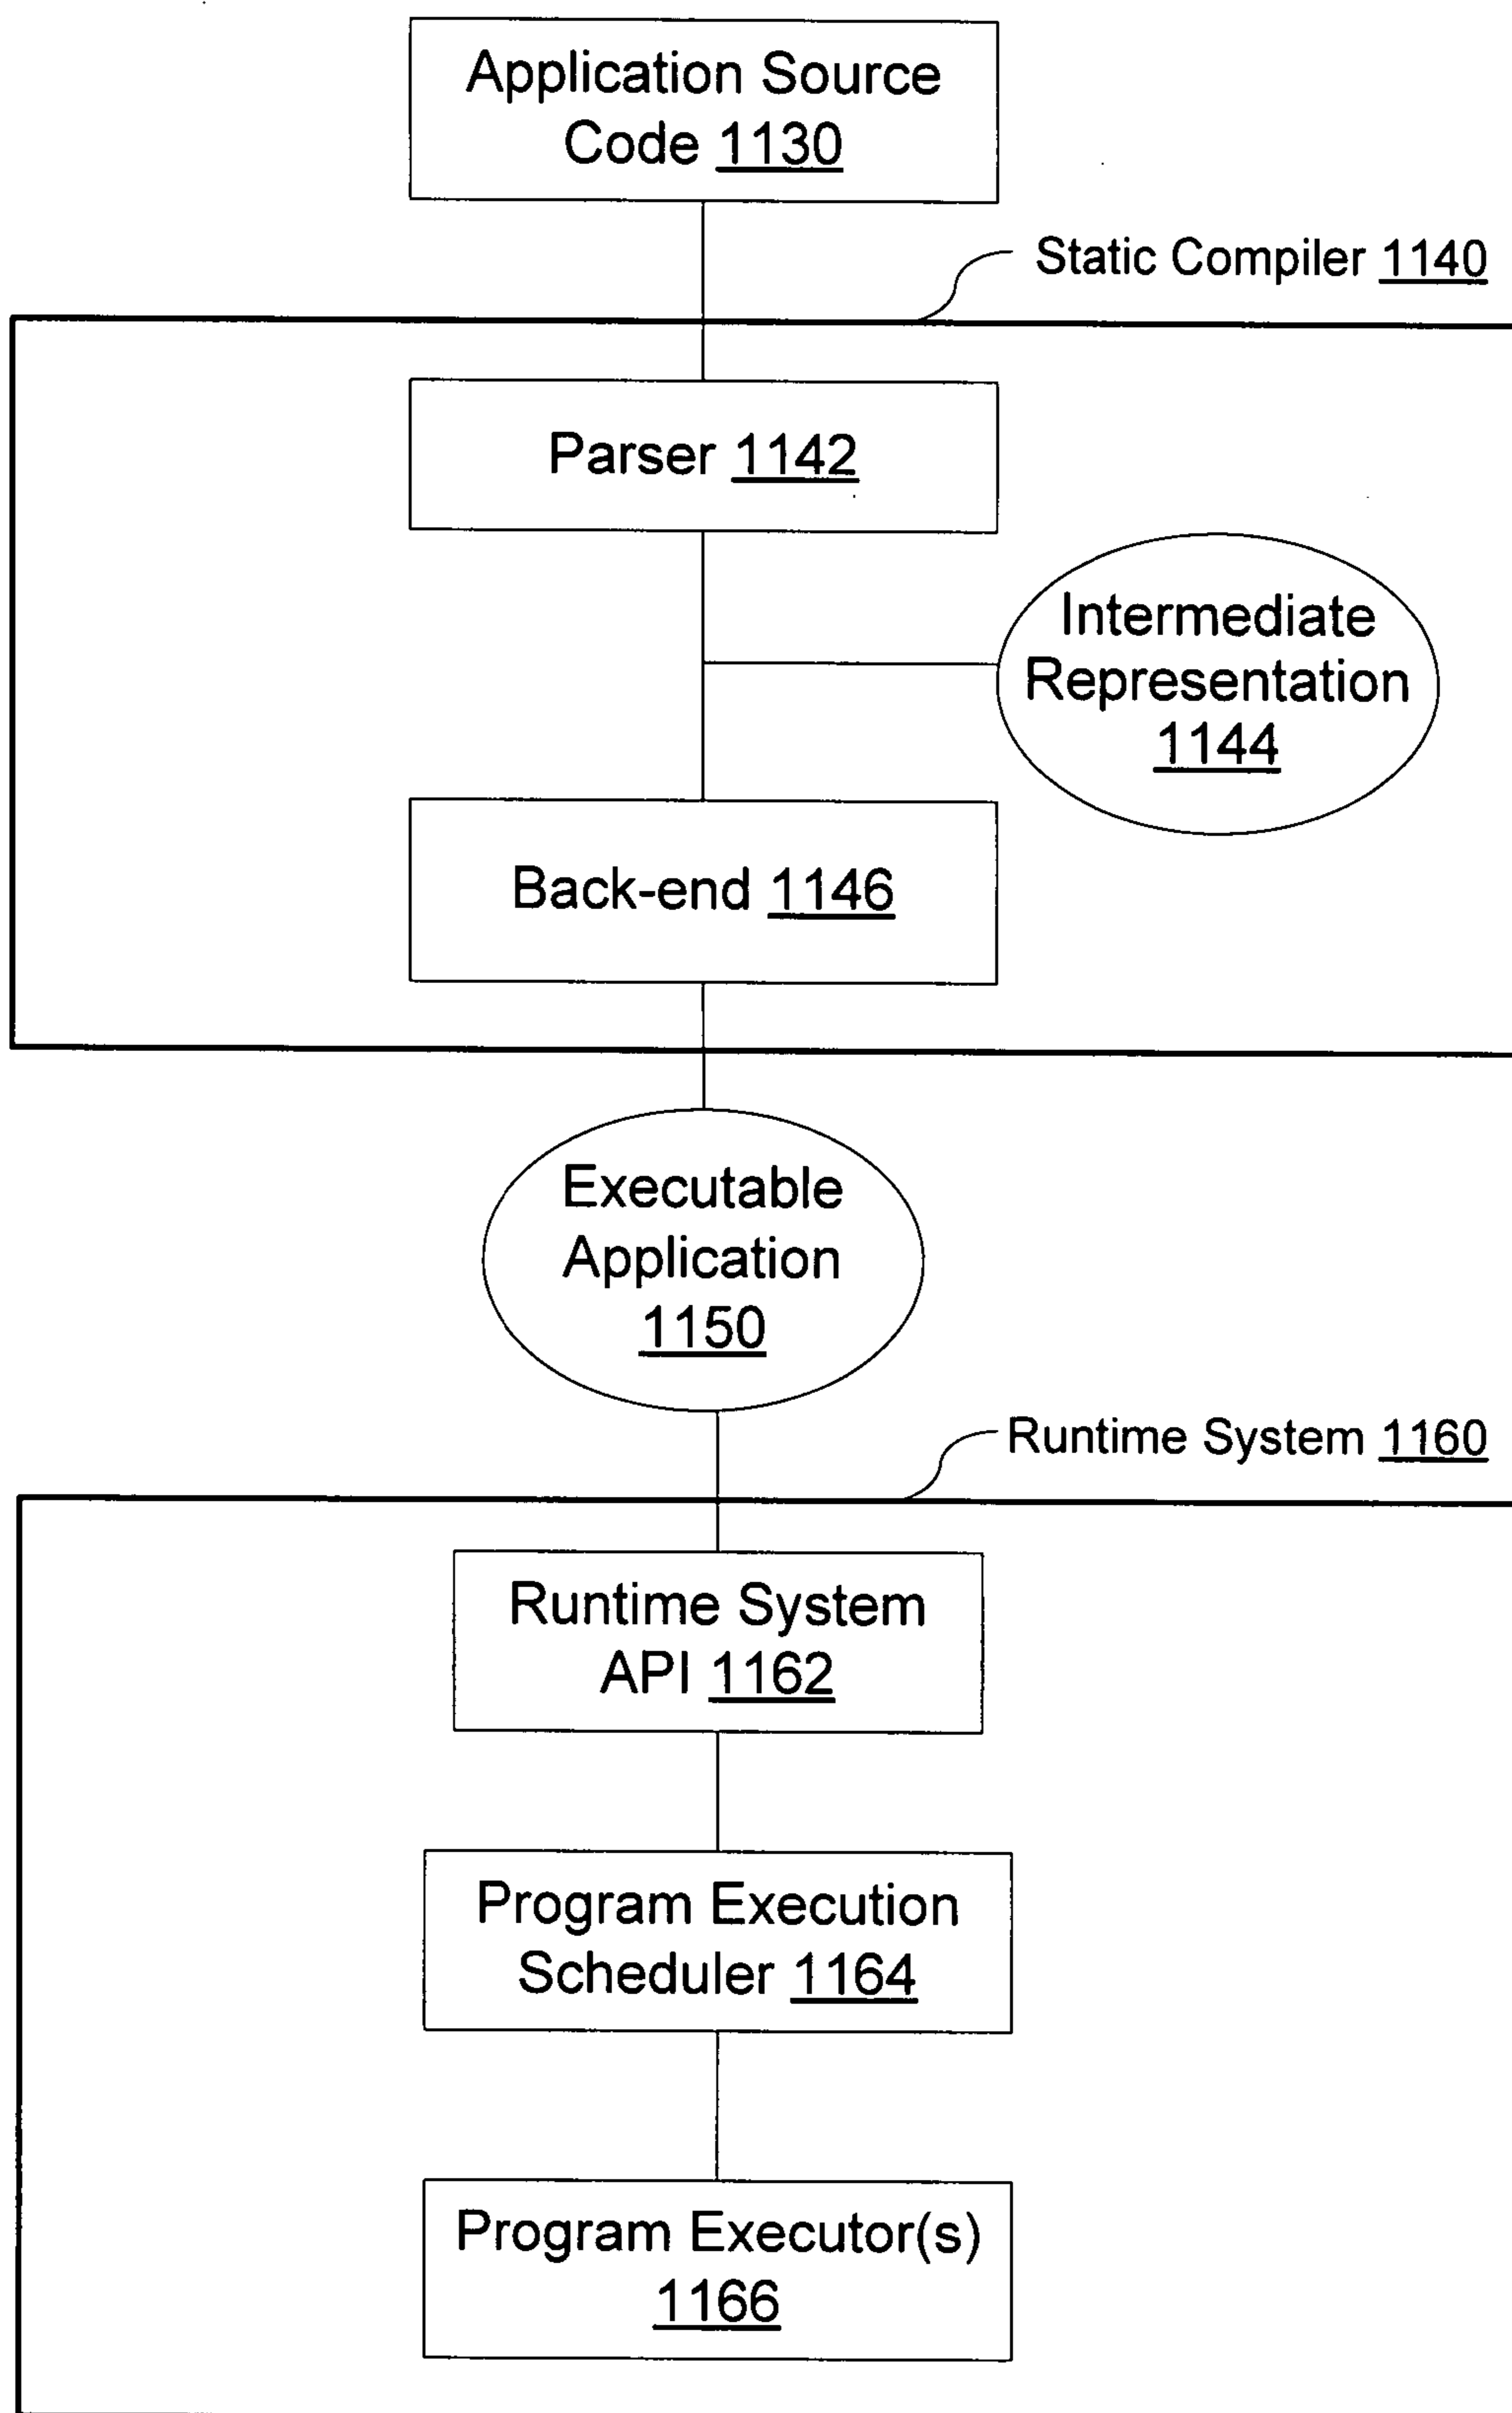 Application Source
Code 1130
Static Compiler 1140
Parser 1142
Intermediate
Representation
1144
Back-end 1146
Executable
Application
1150
Runtime System 1160
Runtime System
API 1162
Program Execution
Scheduler 1164
Program Executor(s)
1166